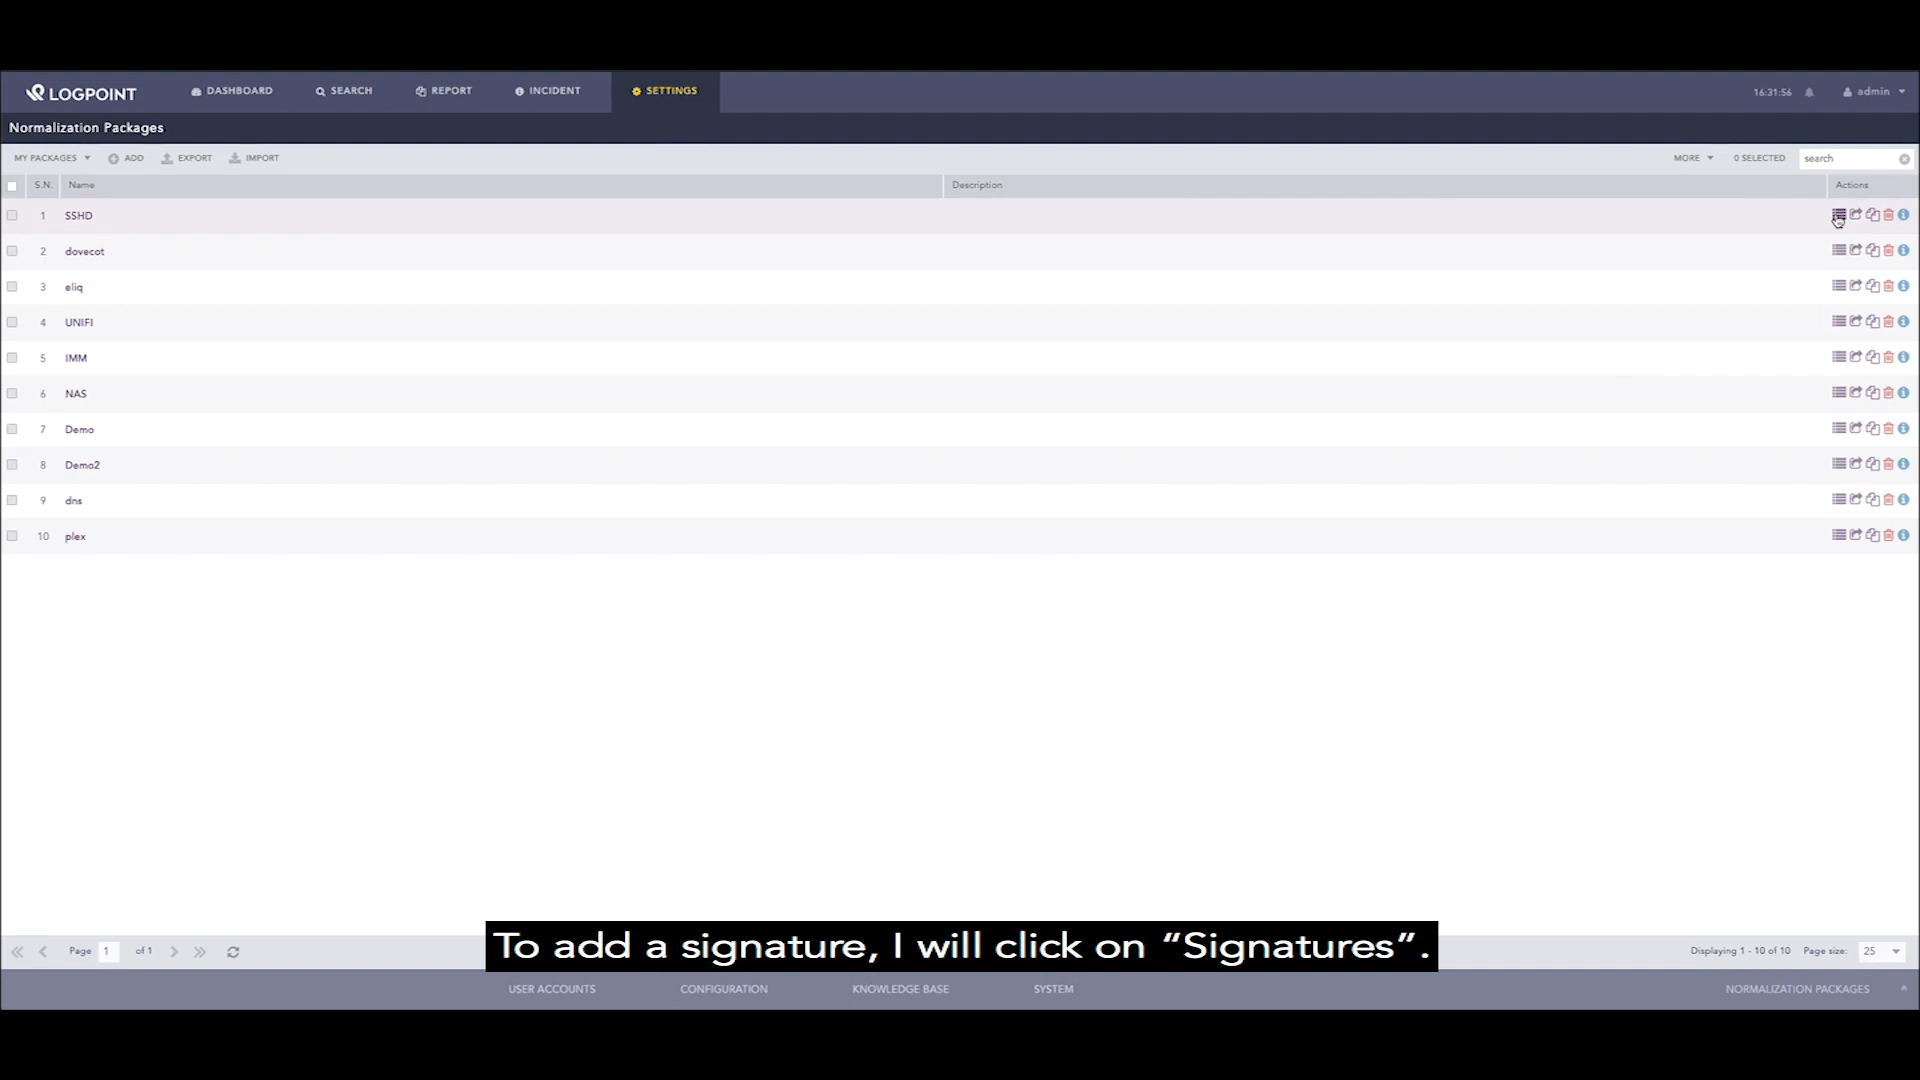 LOGPOINT DASHBOARD SEARCH REPORT INCIDENT SETTINGS 16:31:56 admin
Normalization Packages
MY PACKAGES ADD EXPORT IMPORT MORE 0 SELECTED search
S.N. Name Description Actions
1 SSHD
2 dovecot
3 eliq
4 UNIFI
5 IMM
6 NAS
7 Demo
8 Demo2
9 dns
10 plex
To add a signature, I will click on “Signatures”.
Page 1 of 1 Displaying 1 - 10 of 10 Page size: 25
USER ACCOUNTS CONFIGURATION KNOWLEDGE BASE SYSTEM NORMALIZATION PACKAGES